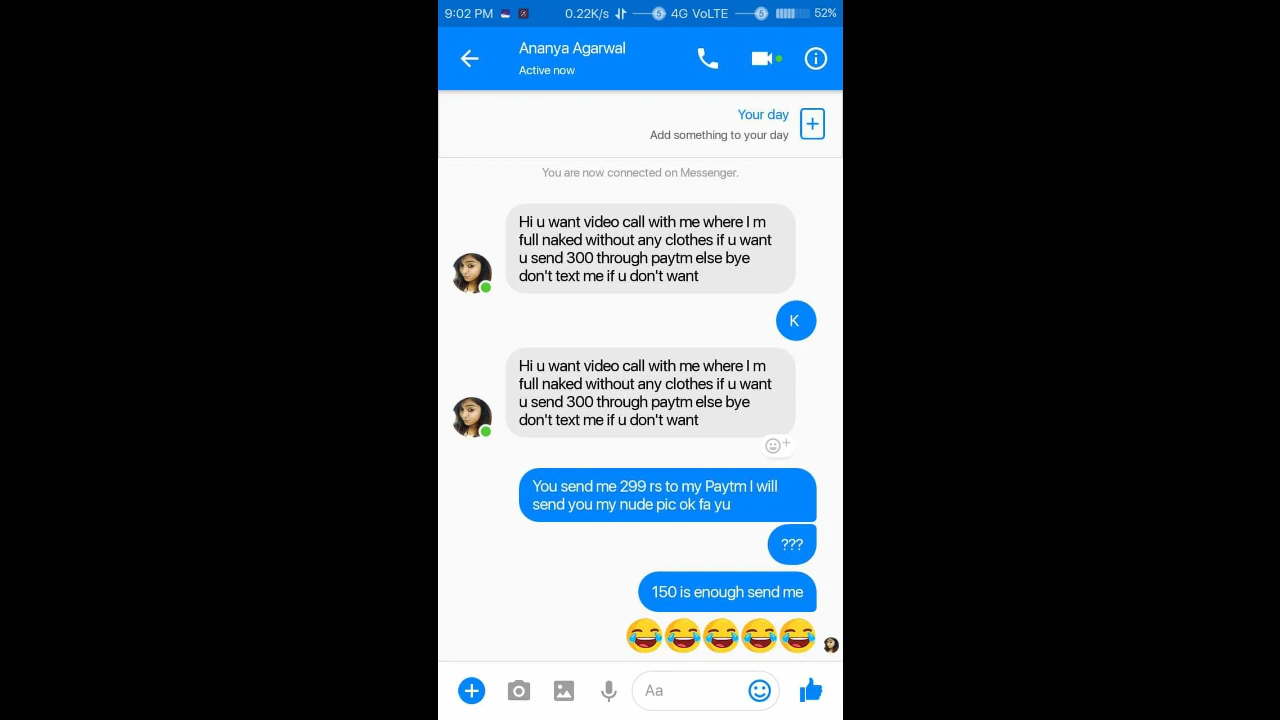 9:02 PM 0.22K/s 5 4G VoLTE 5 52%
Ananya Agarwal
Active now
Your day
Add something to your day
You are now connected on Messenger.
Hi u want video call with me where I m
full naked without any clothes if u want
u send 300 through paytm else bye
don't text me if u don't want
K
Hi u want video call with me where I m
full naked without any clothes if u want
u send 300 through paytm else bye
don't text me if u don't want
You send me 299 rs to my Paytm I will
send you my nude pic ok fa yu
???
150 is enough send me
Aa